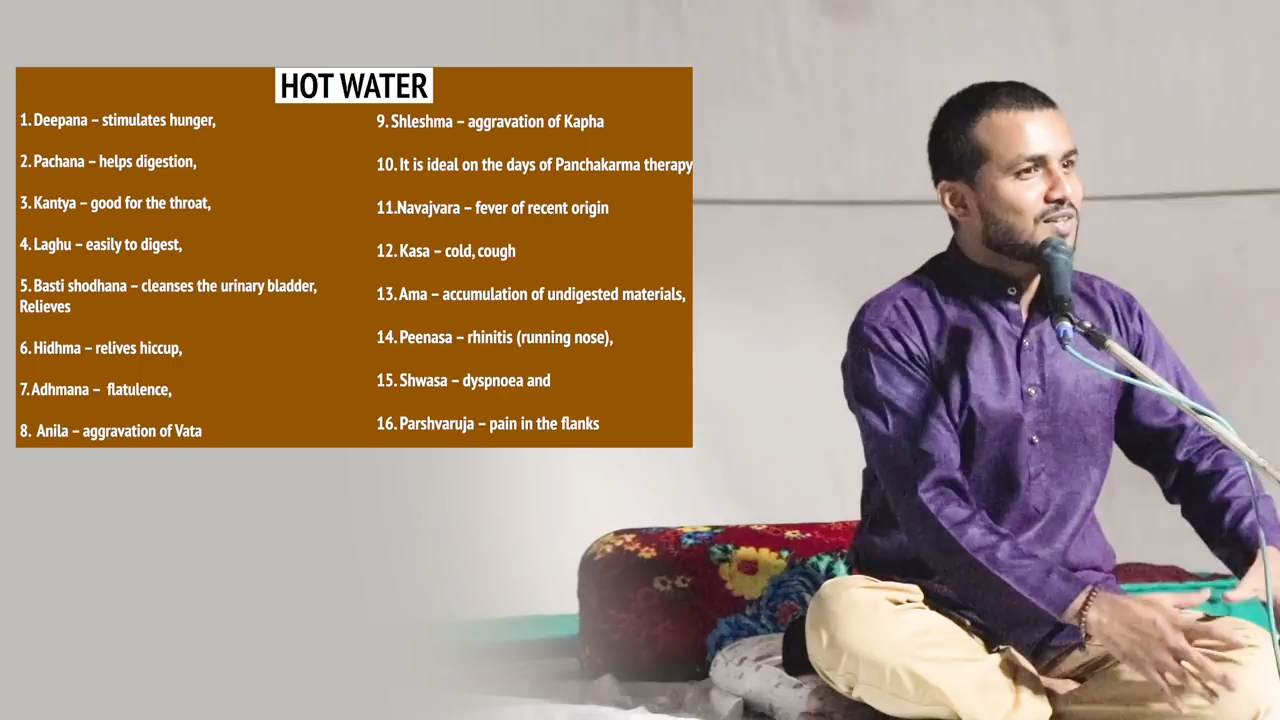 HOT WATER
1. Deepana – stimulates hunger,
2. Pachana – helps digestion,
3. Kantya – good for the throat,
4. Laghu – easily to digest,
5. Basti shodhana – cleanses the urinary bladder,
Relieves
6. Hidhma – relives hiccup,
7. Adhmana – flatulence,
8. Anila – aggravation of Vata
9. Shleshma – aggravation of Kapha
10. It is ideal on the days of Panchakarma therapy
11.Navajvara – fever of recent origin
12. Kasa – cold, cough
13. Ama – accumulation of undigested materials,
14. Peenasa – rhinitis (running nose),
15. Shwasa – dyspnoea and
16. Parshvaruja – pain in the flanks